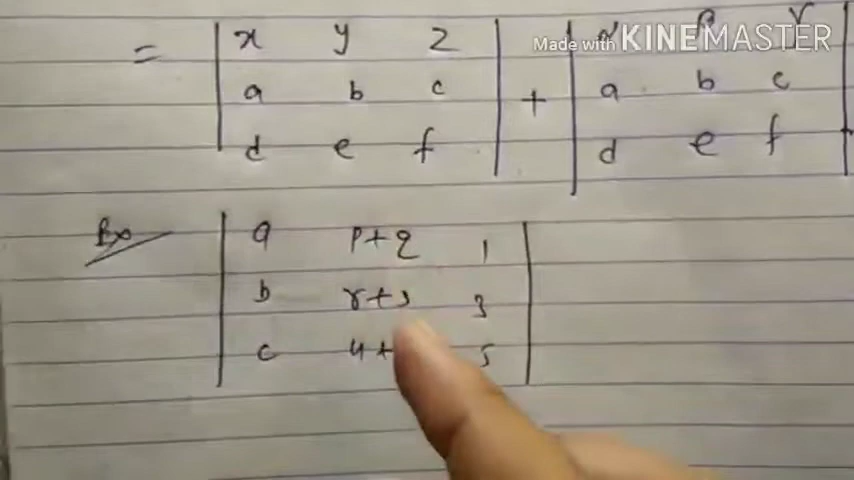 Made with KINEMASTER
= | x y z | + | α β γ |
| a b c | | a b c |
| d e f | | d e f |
Ex | a p+q 1 |
| b r+s 3 |
| c u+ 5 |